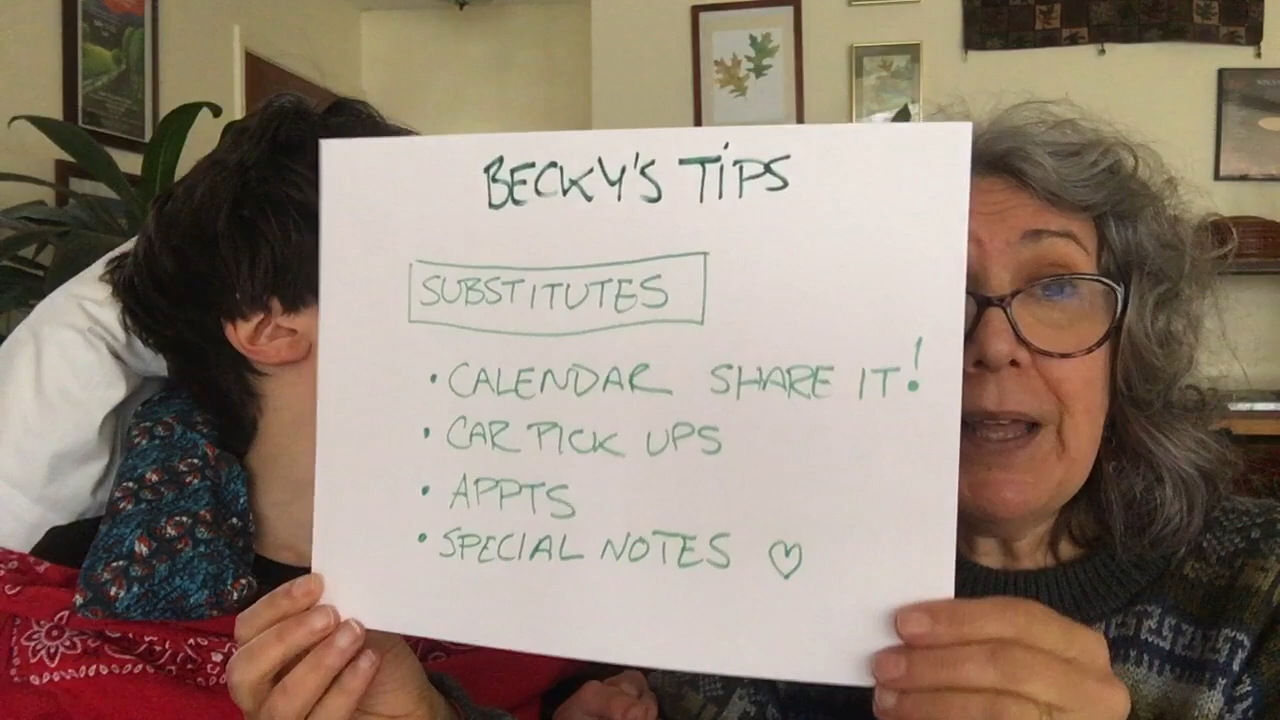 BECKY'S TIPS
SUBSTITUTES
• CALENDAR SHARE IT!
• CAR PICK UPS
• APPTS
• SPECIAL NOTES ♡